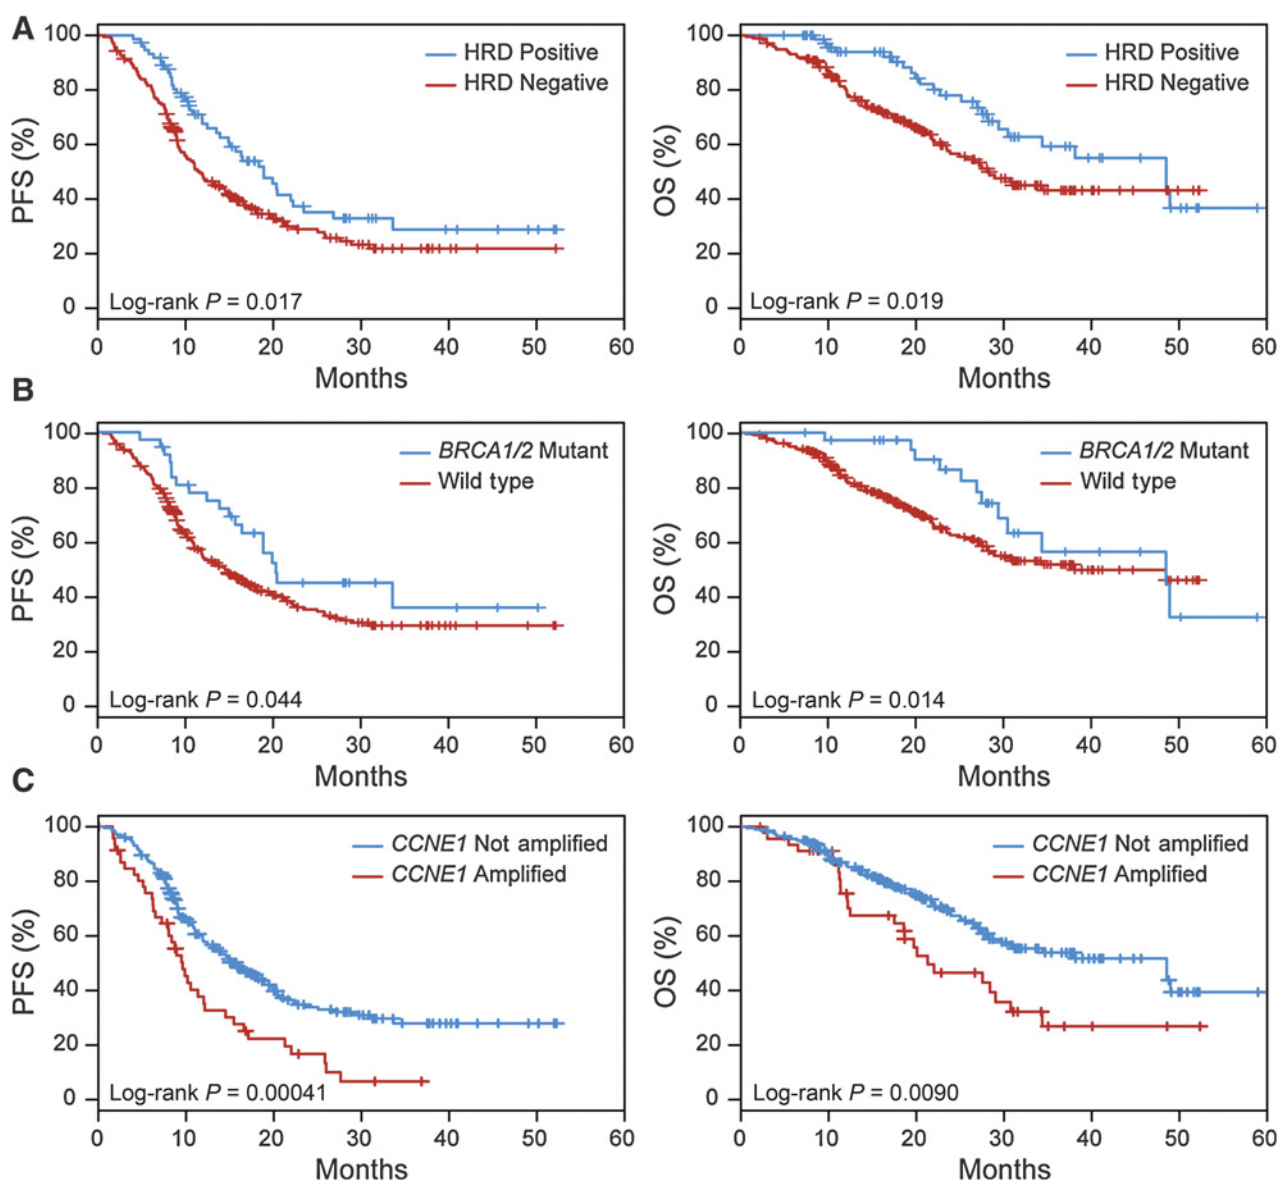 A
PFS (%)
100
80
60
40
20
0
HRD Positive
HRD Negative
Log-rank P = 0.017
0 10 20 30 40 50 60
Months
OS (%)
100
80
60
40
20
0
HRD Positive
HRD Negative
Log-rank P = 0.019
0 10 20 30 40 50 60
Months
B
PFS (%)
100
80
60
40
20
0
BRCA1/2 Mutant
Wild type
Log-rank P = 0.044
0 10 20 30 40 50 60
Months
OS (%)
100
80
60
40
20
0
BRCA1/2 Mutant
Wild type
Log-rank P = 0.014
0 10 20 30 40 50 60
Months
C
PFS (%)
100
80
60
40
20
0
CCNE1 Not amplified
CCNE1 Amplified
Log-rank P = 0.00041
0 10 20 30 40 50 60
Months
OS (%)
100
80
60
40
20
0
CCNE1 Not amplified
CCNE1 Amplified
Log-rank P = 0.0090
0 10 20 30 40 50 60
Months